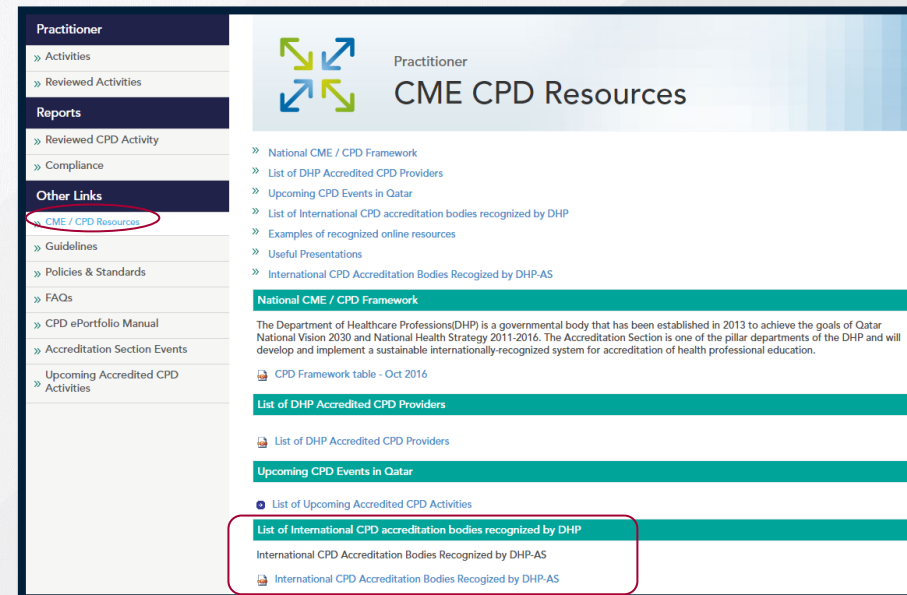 Practitioner
» Activities
» Reviewed Activities
Reports
» Reviewed CPD Activity
» Compliance
Other Links
» CME / CPD Resources
» Guidelines
» Policies & Standards
» FAQs
» CPD ePortfolio Manual
» Accreditation Section Events
» Upcoming Accredited CPD
Activities
Practitioner
CME CPD Resources
» National CME / CPD Framework
» List of DHP Accredited CPD Providers
» Upcoming CPD Events in Qatar
» List of International CPD accreditation bodies recognized by DHP
» Examples of recognized online resources
» Useful Presentations
» International CPD Accreditation Bodies Recogized by DHP-AS
National CME / CPD Framework
The Department of Healthcare Professions(DHP) is a governmental body that has been established in 2013 to achieve the goals of Qatar
National Vision 2030 and National Health Strategy 2011-2016. The Accreditation Section is one of the pillar departments of the DHP and will
develop and implement a sustainable internationally-recognized system for accreditation of health professional education.
CPD Framework table - Oct 2016
List of DHP Accredited CPD Providers
List of DHP Accredited CPD Providers
Upcoming CPD Events in Qatar
List of Upcoming Accredited CPD Activities
List of International CPD accreditation bodies recognized by DHP
International CPD Accreditation Bodies Recognized by DHP-AS
International CPD Accreditation Bodies Recogized by DHP-AS